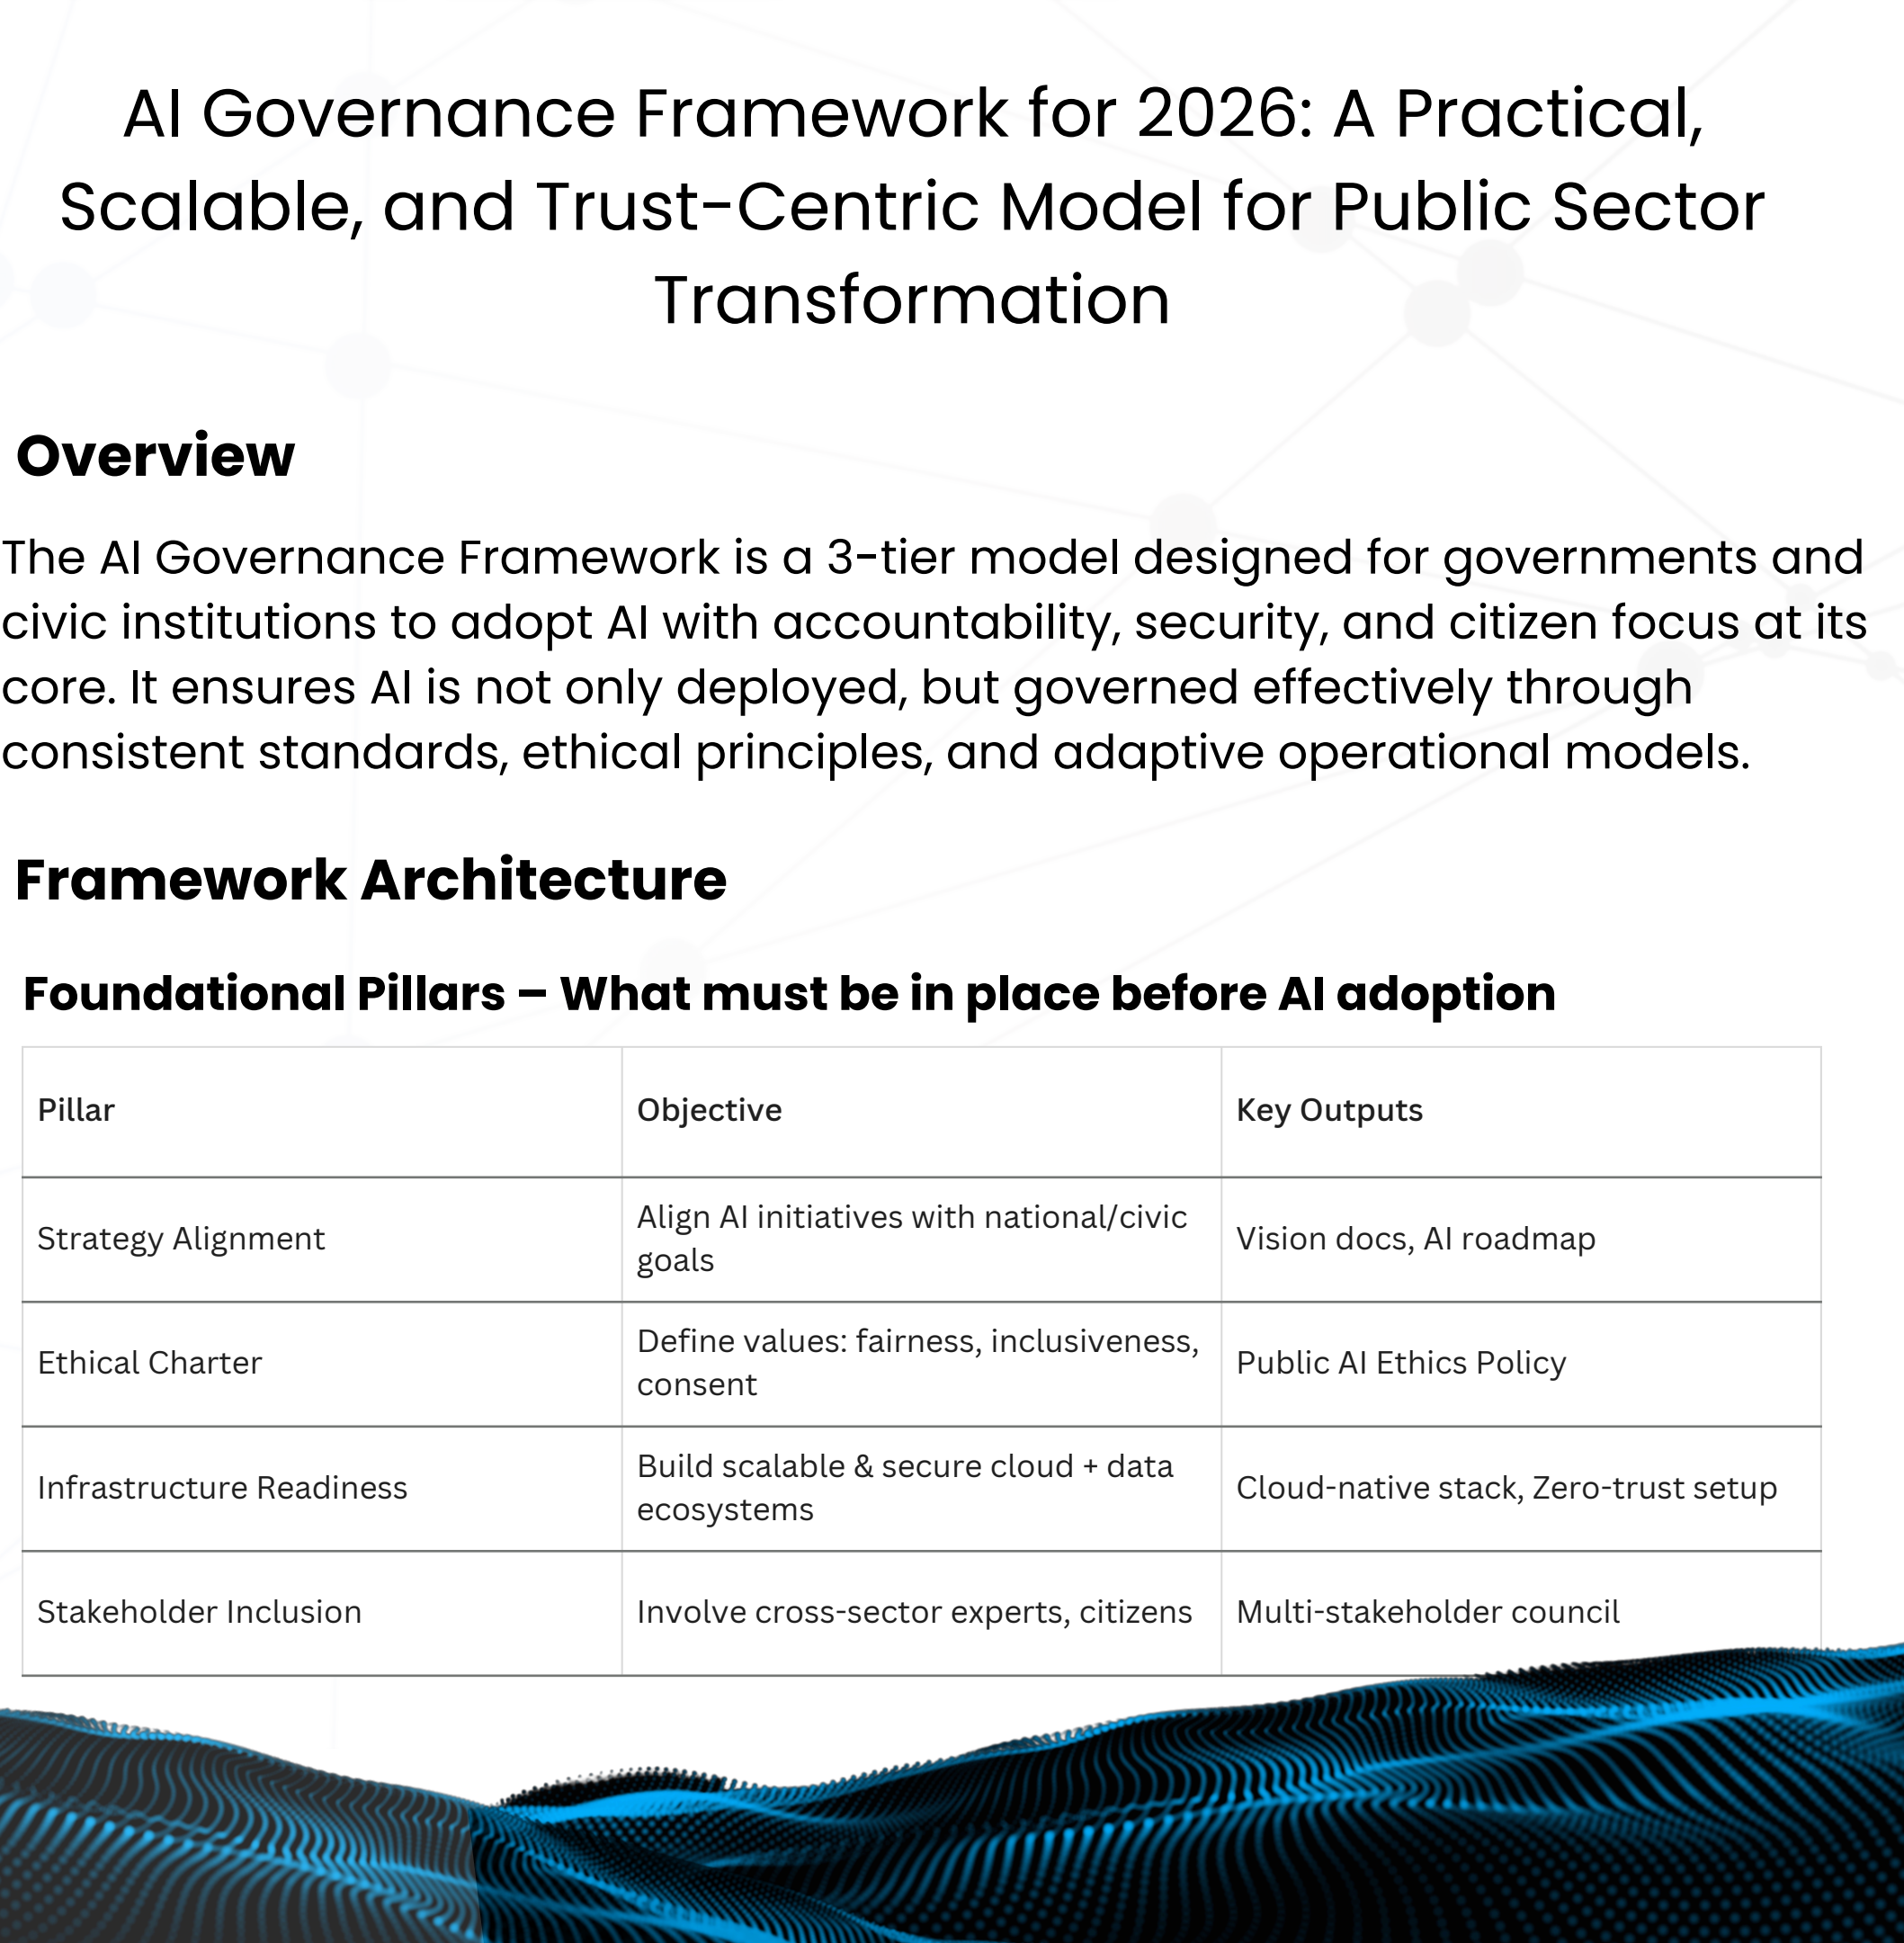 AI Governance Framework for 2026: A Practical,
Scalable, and Trust-Centric Model for Public Sector
Transformation
Overview
The AI Governance Framework is a 3-tier model designed for governments and
civic institutions to adopt AI with accountability, security, and citizen focus at its
core. It ensures AI is not only deployed, but governed effectively through
consistent standards, ethical principles, and adaptive operational models.
Framework Architecture
Foundational Pillars – What must be in place before AI adoption
Pillar
Objective
Key Outputs
Strategy Alignment
Align AI initiatives with national/civic
goals
Vision docs, AI roadmap
Ethical Charter
Define values: fairness, inclusiveness,
consent
Public AI Ethics Policy
Infrastructure Readiness
Build scalable & secure cloud + data
ecosystems
Cloud-native stack, Zero-trust setup
Stakeholder Inclusion
Involve cross-sector experts, citizens
Multi-stakeholder council